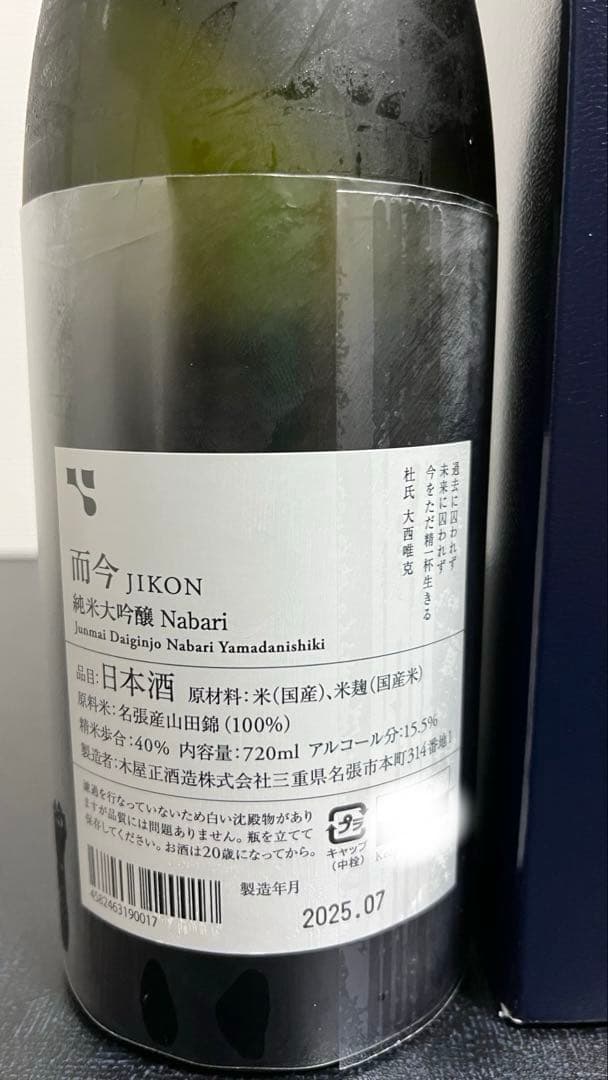 過去に囚われず
未来に囚われず
今をただ精一杯生きる
杜氏 大西唯克
而今 JIKON
純米大吟醸 Nabari
Junmai Daiginjo Nabari Yamadanishiki
品目:日本酒 原材料:米(国産)、米麹(国産米)
原料米:名張産山田錦(100%)
精米歩合:40% 内容量:720ml アルコール分:15.5%
製造者:木屋正酒造株式会社三重県名張市本町314番地1
濾過を行なっていないため白い沈殿物があり
ますが品質には問題ありません。瓶を立てて
保存してください。お酒は20歳になってから。
プラ
キャップ
(中栓)
4582463190017
製造年月
2025.07